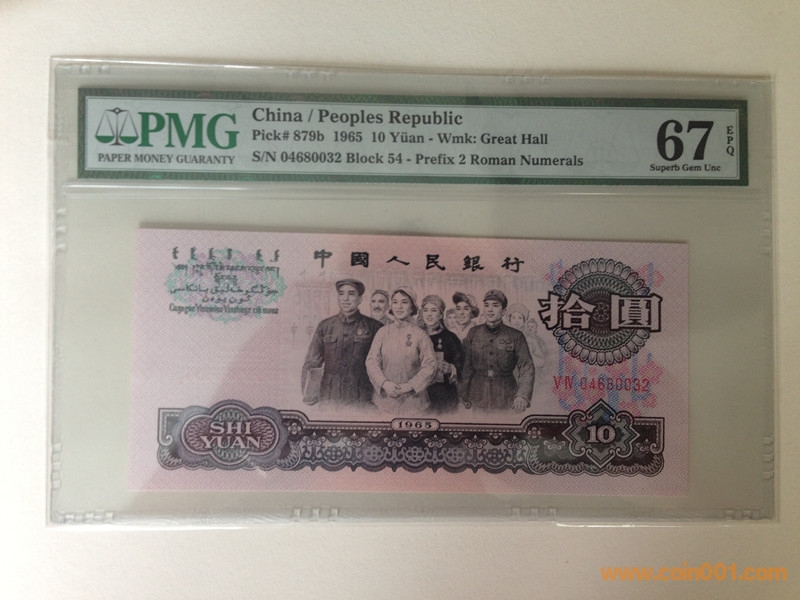 PMG
PAPER MONEY GUARANTY
China / Peoples Republic
Pick# 879b 1965 10 Yüan - Wmk: Great Hall
S/N 04680032 Block 54 - Prefix 2 Roman Numerals
67 EPQ
Superb Gem Unc
中國人民銀行
拾圓
V IV 04680032
SHI
YUAN
1965
10
www.coin001.com